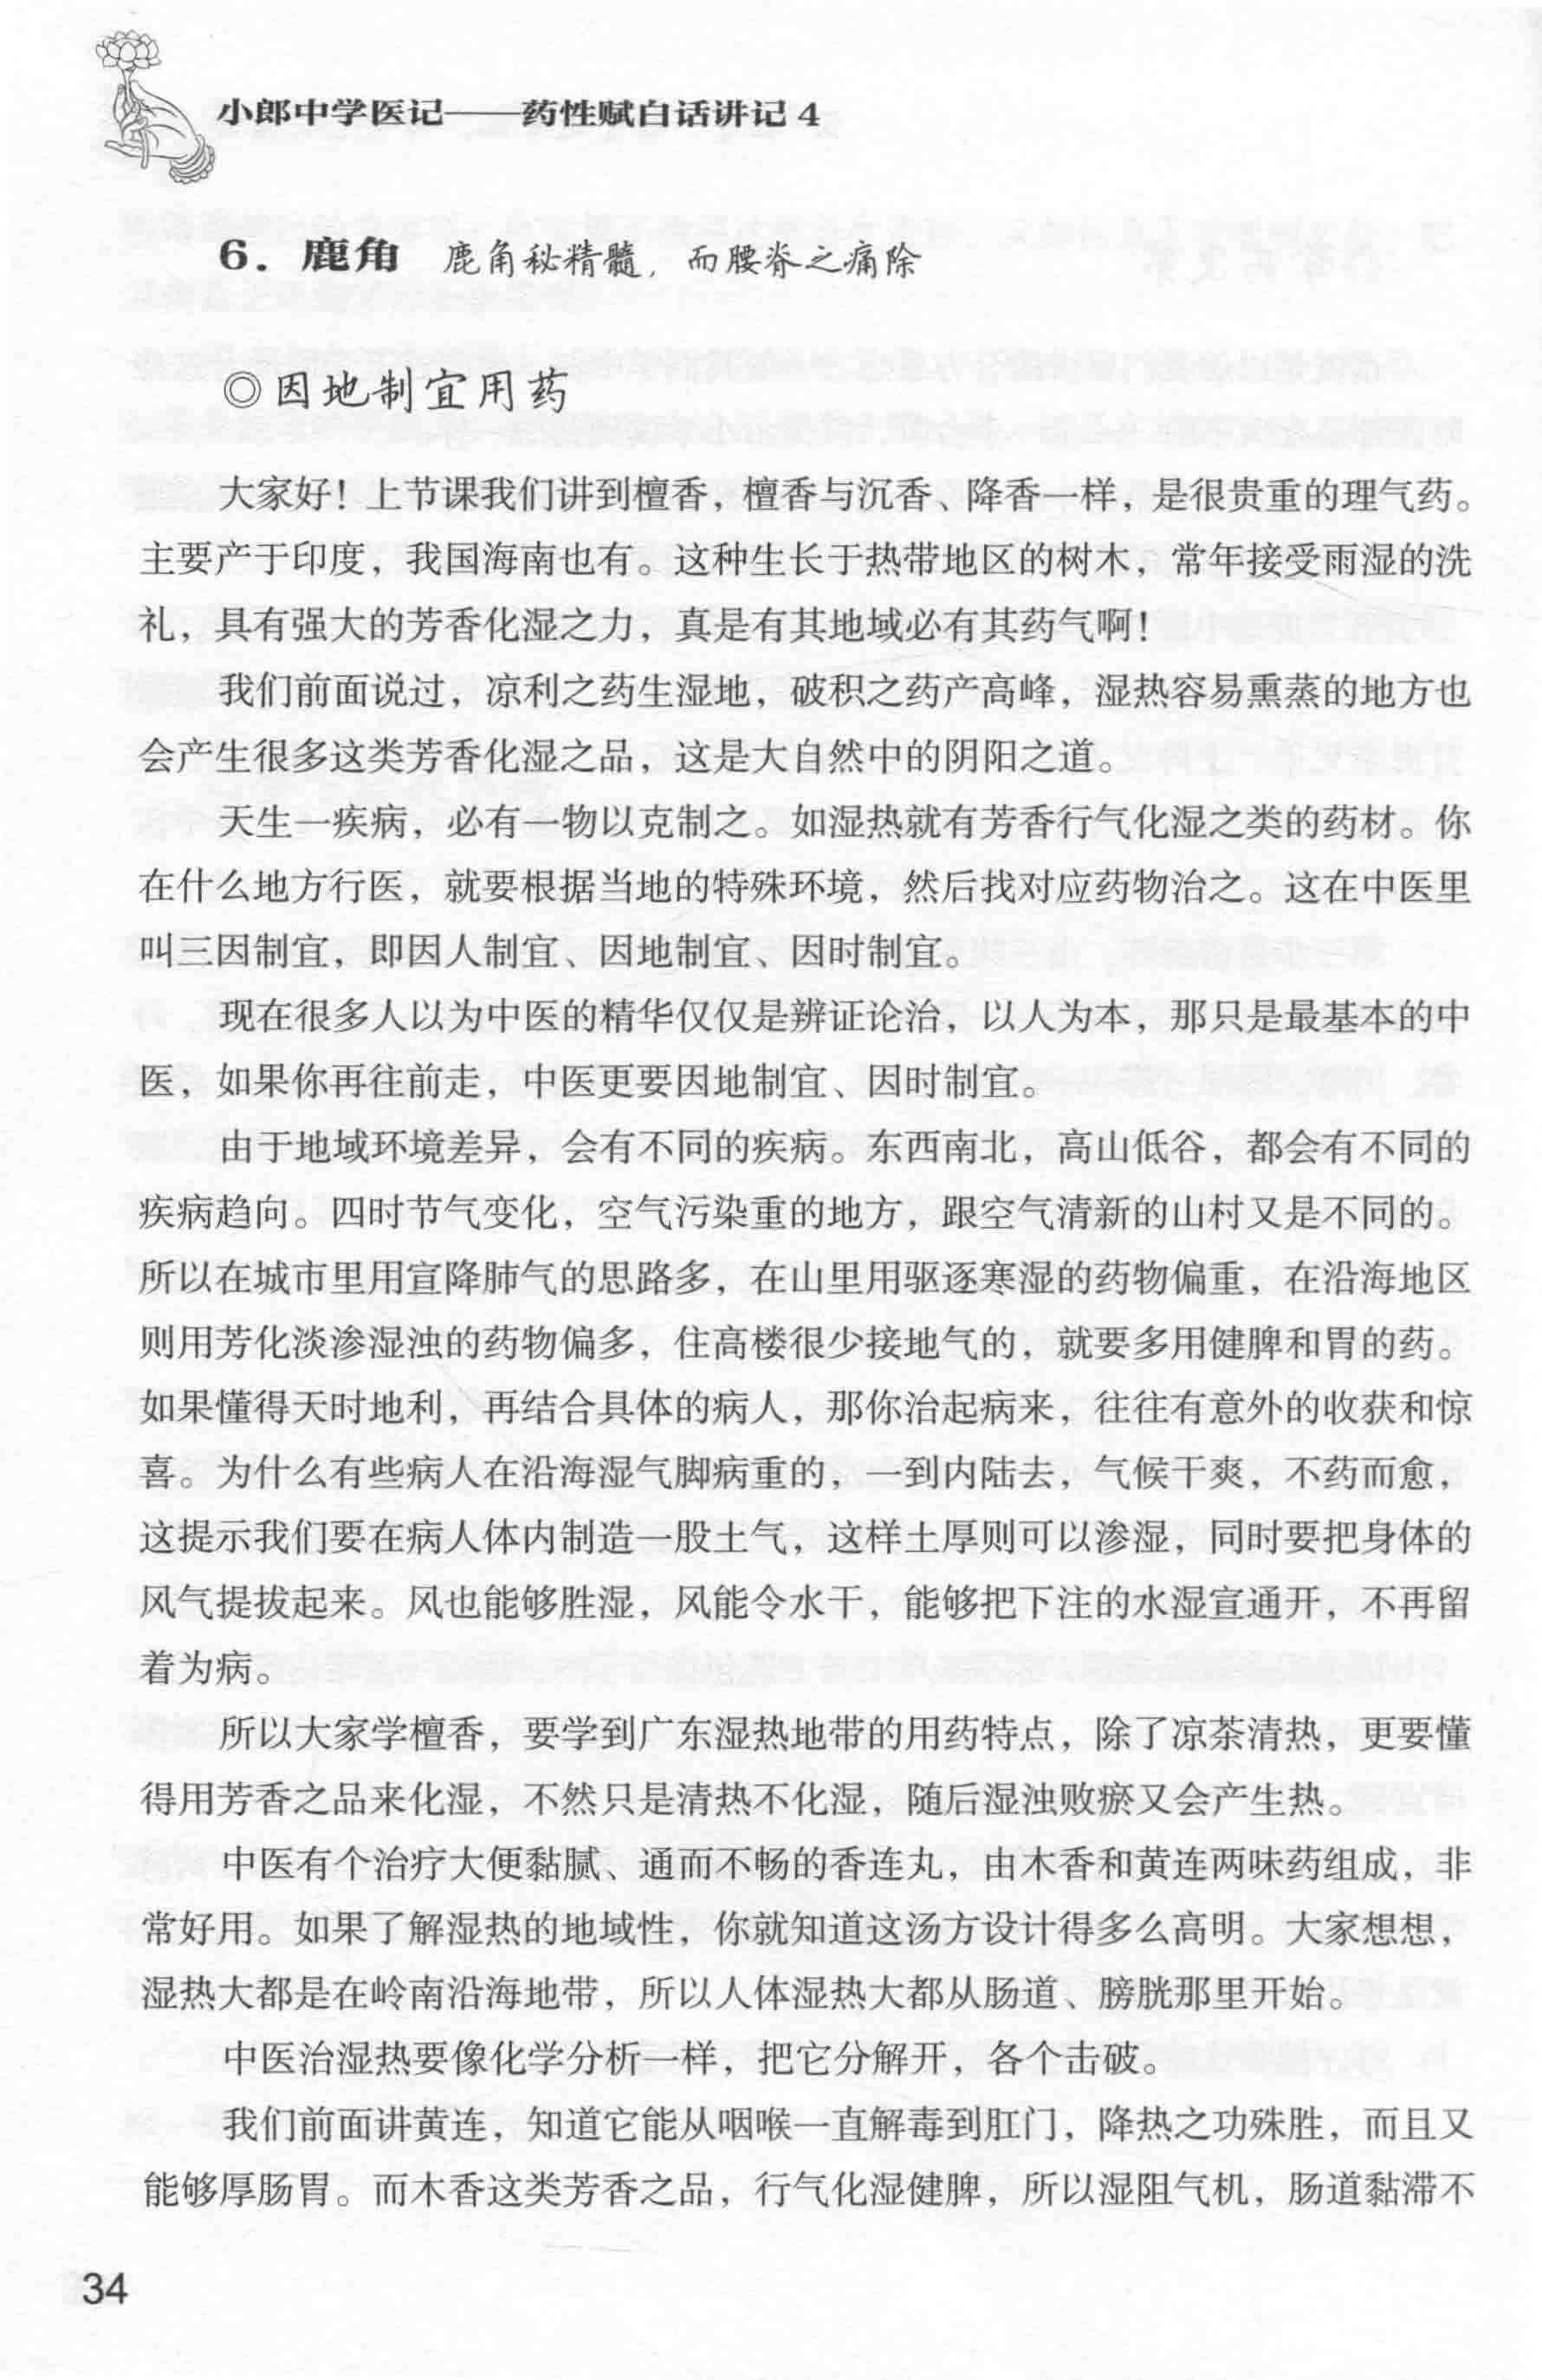 小郎中学医记——药性赋白话讲记 4
6. 鹿角 鹿角秘精髓，而腰脊之痛除
◎因地制宜用药
大家好！上节课我们讲到檀香，檀香与沉香、降香一样，是很贵重的理气药。
主要产于印度，我国海南也有。这种生长于热带地区的树木，常年接受雨湿的洗
礼，具有强大的芳香化湿之力，真是有其地域必有其药气啊！
我们前面说过，凉利之药生湿地，破积之药产高峰，湿热容易熏蒸的地方也
会产生很多这类芳香化湿之品，这是大自然中的阴阳之道。
天生一疾病，必有一物以克制之。如湿热就有芳香行气化湿之类的药材。你
在什么地方行医，就要根据当地的特殊环境，然后找对应药物治之。这在中医里
叫三因制宜，即因人制宜、因地制宜、因时制宜。
现在很多人以为中医的精华仅仅是辨证论治，以人为本，那只是最基本的中
医，如果你再往前走，中医更要因地制宜、因时制宜。
由于地域环境差异，会有不同的疾病。东西南北，高山低谷，都会有不同的
疾病趋向。四时节气变化，空气污染重的地方，跟空气清新的山村又是不同的。
所以在城市里用宣降肺气的思路多，在山里用驱逐寒湿的药物偏重，在沿海地区
则用芳化淡渗湿浊的药物偏多，住高楼很少接地气的，就要多用健脾和胃的药。
如果懂得天时地利，再结合具体的病人，那你治起病来，往往有意外的收获和惊
喜。为什么有些病人在沿海湿气脚病重的，一到内陆去，气候干爽，不药而愈，
这提示我们要在病人体内制造一股土气，这样土厚则可以渗湿，同时要把身体的
风气提拔起来。风也能够胜湿，风能令水干，能够把下注的水湿宣通开，不再留
着为病。
所以大家学檀香，要学到广东湿热地带的用药特点，除了凉茶清热，更要懂
得用芳香之品来化湿，不然只是清热不化湿，随后湿浊败瘀又会产生热。
中医有个治疗大便黏腻、通而不畅的香连丸，由木香和黄连两味药组成，非
常好用。如果了解湿热的地域性，你就知道这汤方设计得多么高明。大家想想，
湿热大都是在岭南沿海地带，所以人体湿热大都从肠道、膀胱那里开始。
中医治湿热要像化学分析一样，把它分解开，各个击破。
我们前面讲黄连，知道它能从咽喉一直解毒到肛门，降热之功殊胜，而且又
能够厚肠胃。而木香这类芳香之品，行气化湿健脾，所以湿阻气机，肠道黏滞不
34